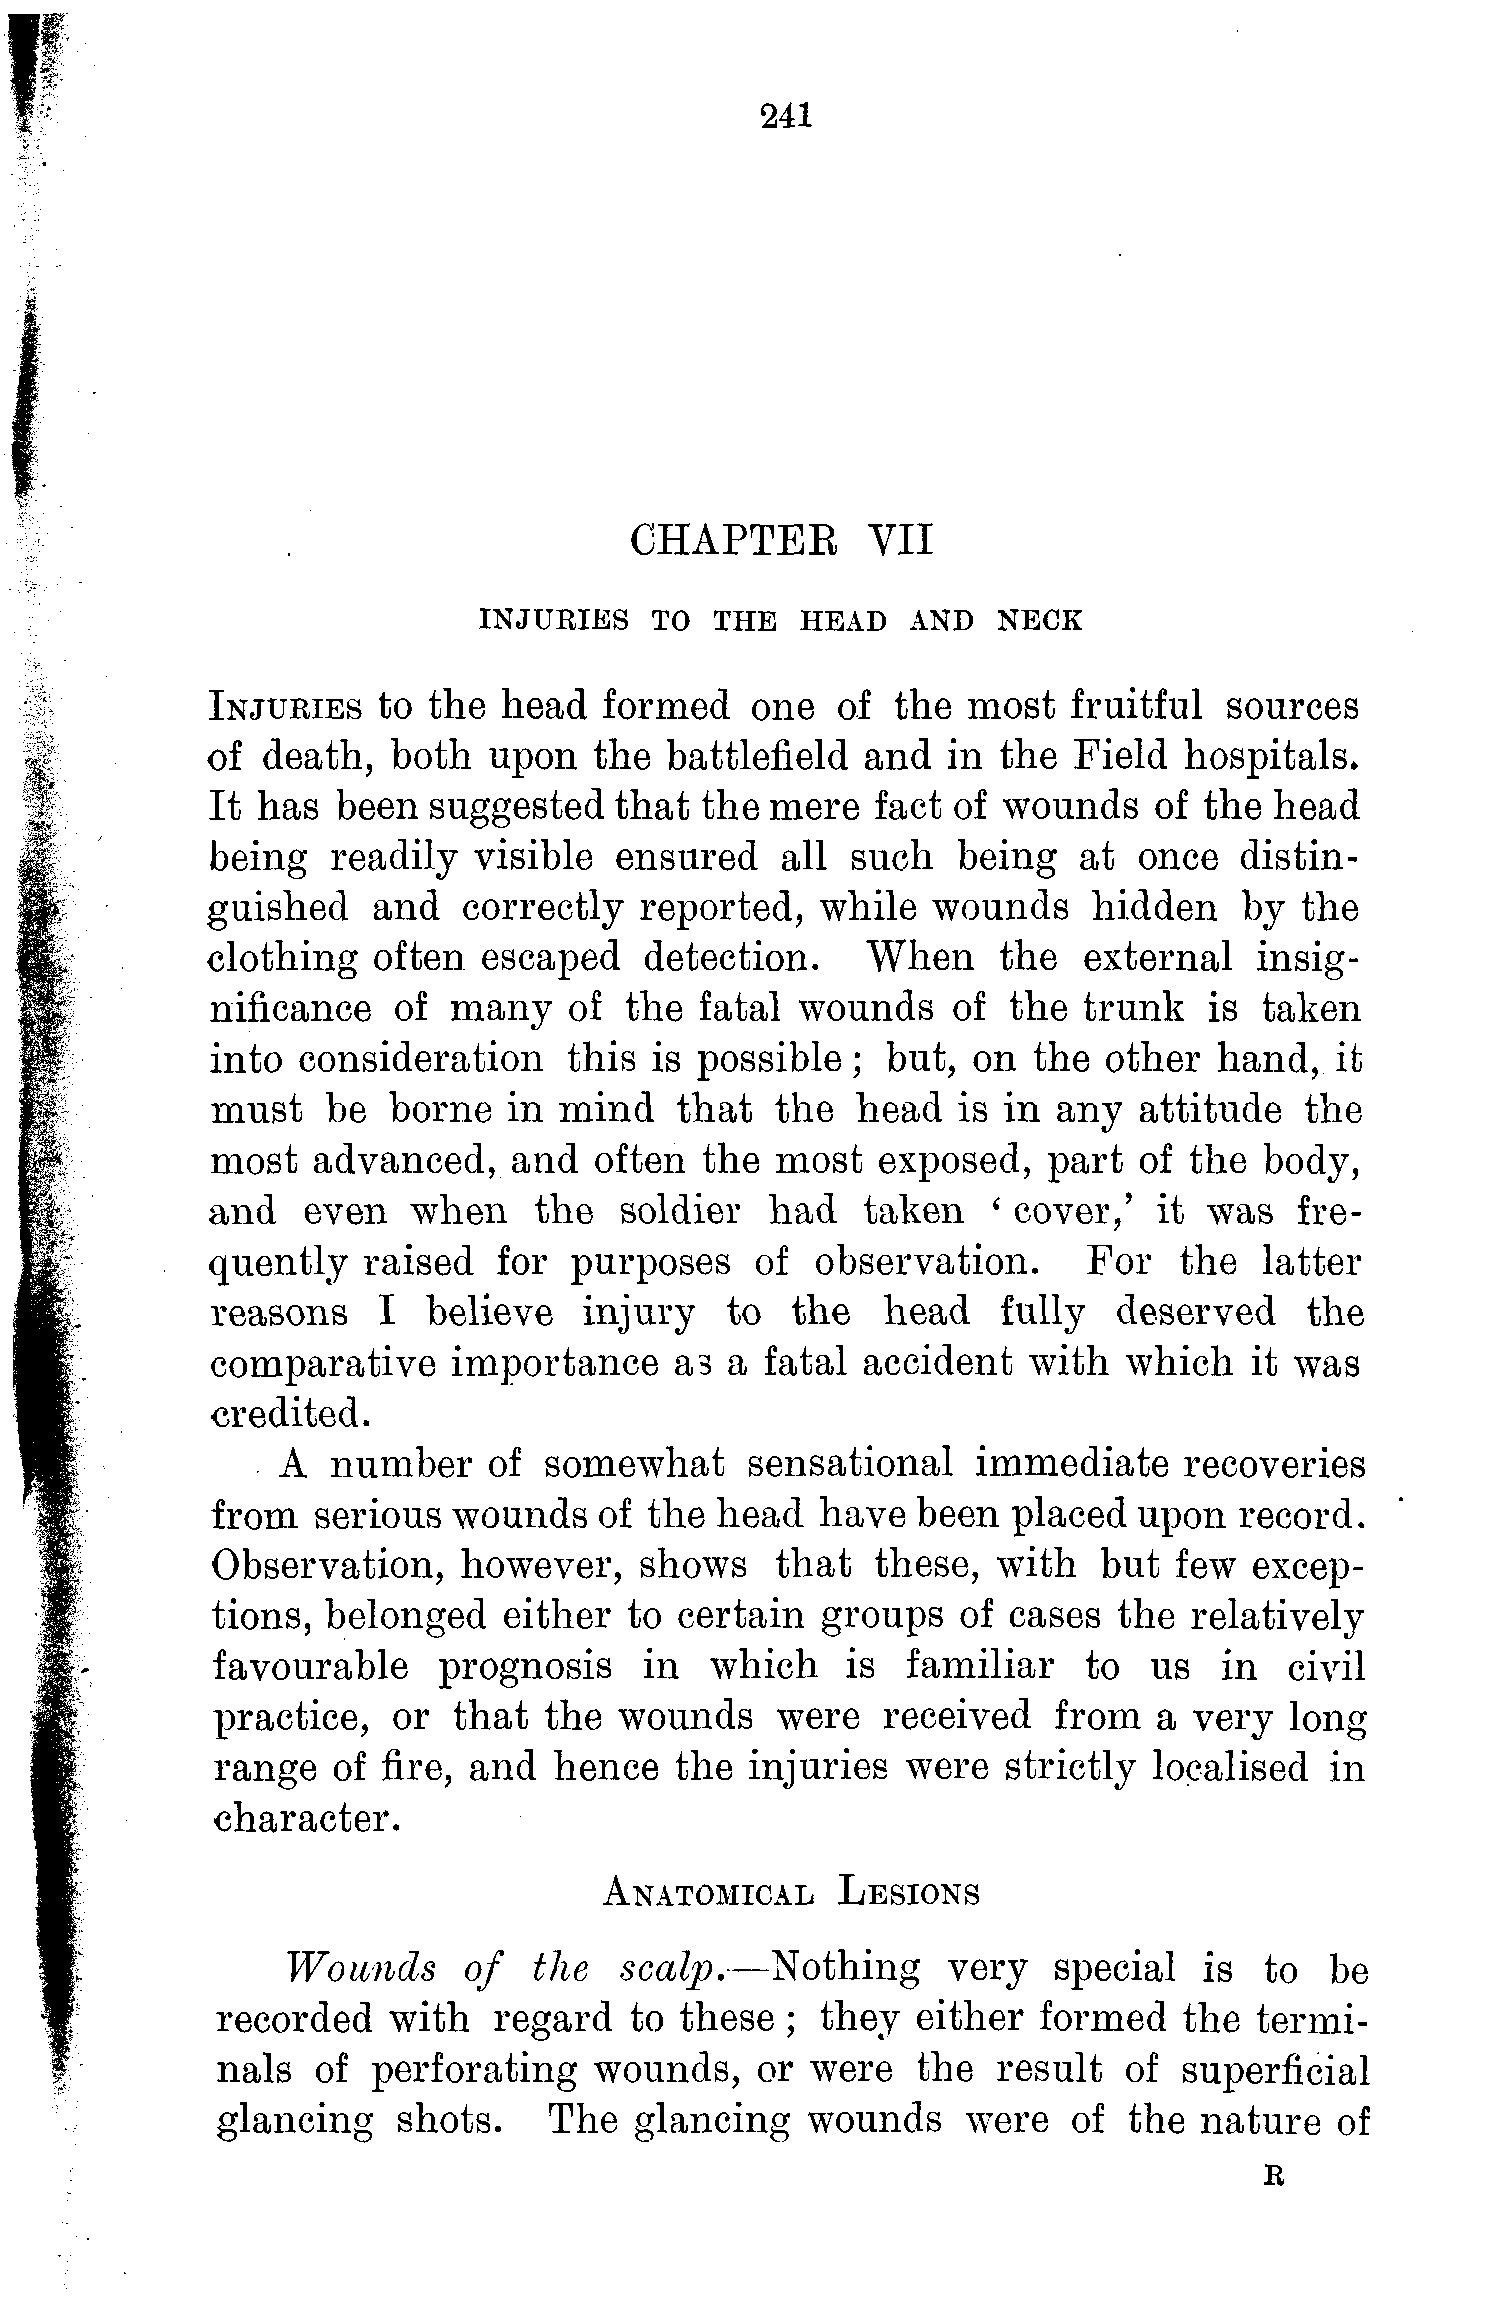 241
CHAPTER VII
INJURIES TO THE HEAD AND NECK
INJURIES to the head formed one of the most fruitful sources
of death, both upon the battlefield and in the Field hospitals.
It has been suggested that the mere fact of wounds of the head
being readily visible ensured all such being at once distin-
guished and correctly reported, while wounds hidden by the
clothing often escaped detection. When the external insig-
nificance of many of the fatal wounds of the trunk is taken
into consideration this is possible; but, on the other hand, it
must be borne in mind that the head is in any attitude the
most advanced, and often the most exposed, part of the body,
and even when the soldier had taken ‘cover,’ it was fre-
quently raised for purposes of observation. For the latter
reasons I believe injury to the head fully deserved the
comparative importance as a fatal accident with which it was
credited.
A number of somewhat sensational immediate recoveries
from serious wounds of the head have been placed upon record.
Observation, however, shows that these, with but few excep-
tions, belonged either to certain groups of cases the relatively
favourable prognosis in which is familiar to us in civil
practice, or that the wounds were received from a very long
range of fire, and hence the injuries were strictly localised in
character.
ANATOMICAL LESIONS
Wounds of the scalp.—Nothing very special is to be
recorded with regard to these; they either formed the termi-
nals of perforating wounds, or were the result of superficial
glancing shots. The glancing wounds were of the nature of
R